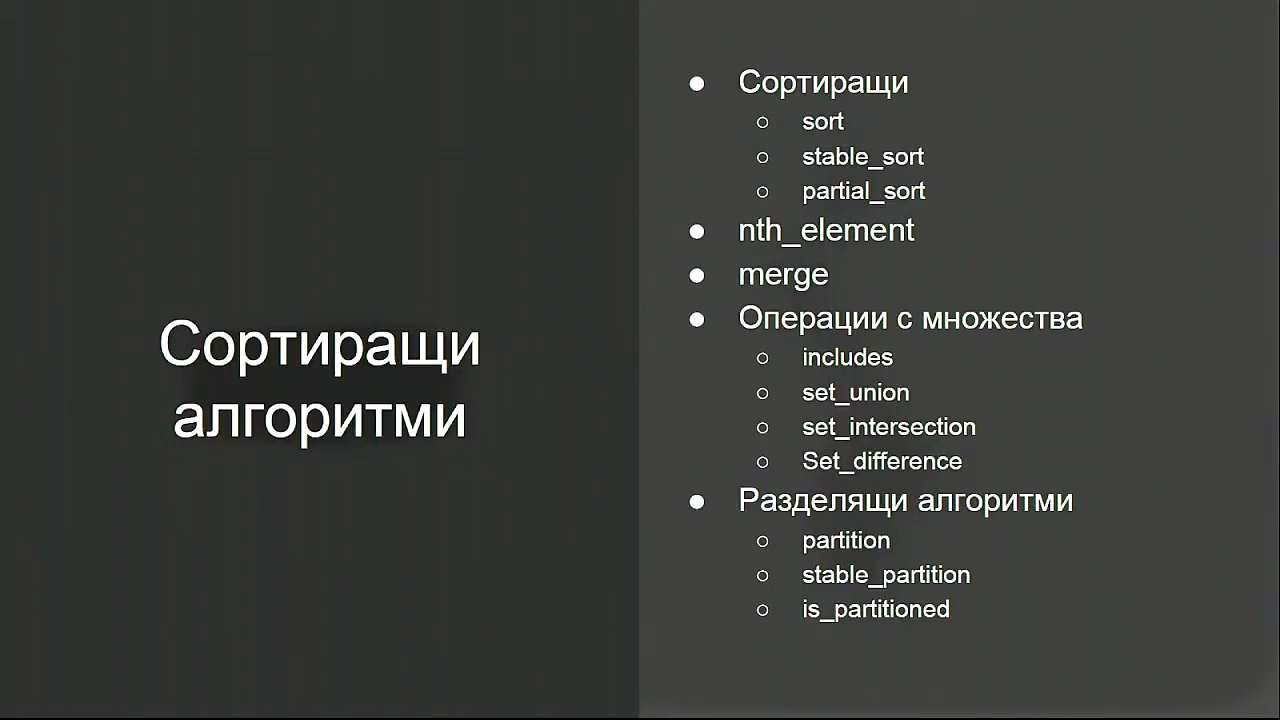 Сортиращи
алгоритми
Сортиращи
sort
stable_sort
partial_sort
nth_element
merge
Операции с множества
includes
set_union
set_intersection
Set_difference
Разделящи алгоритми
partition
stable_partition
is_partitioned